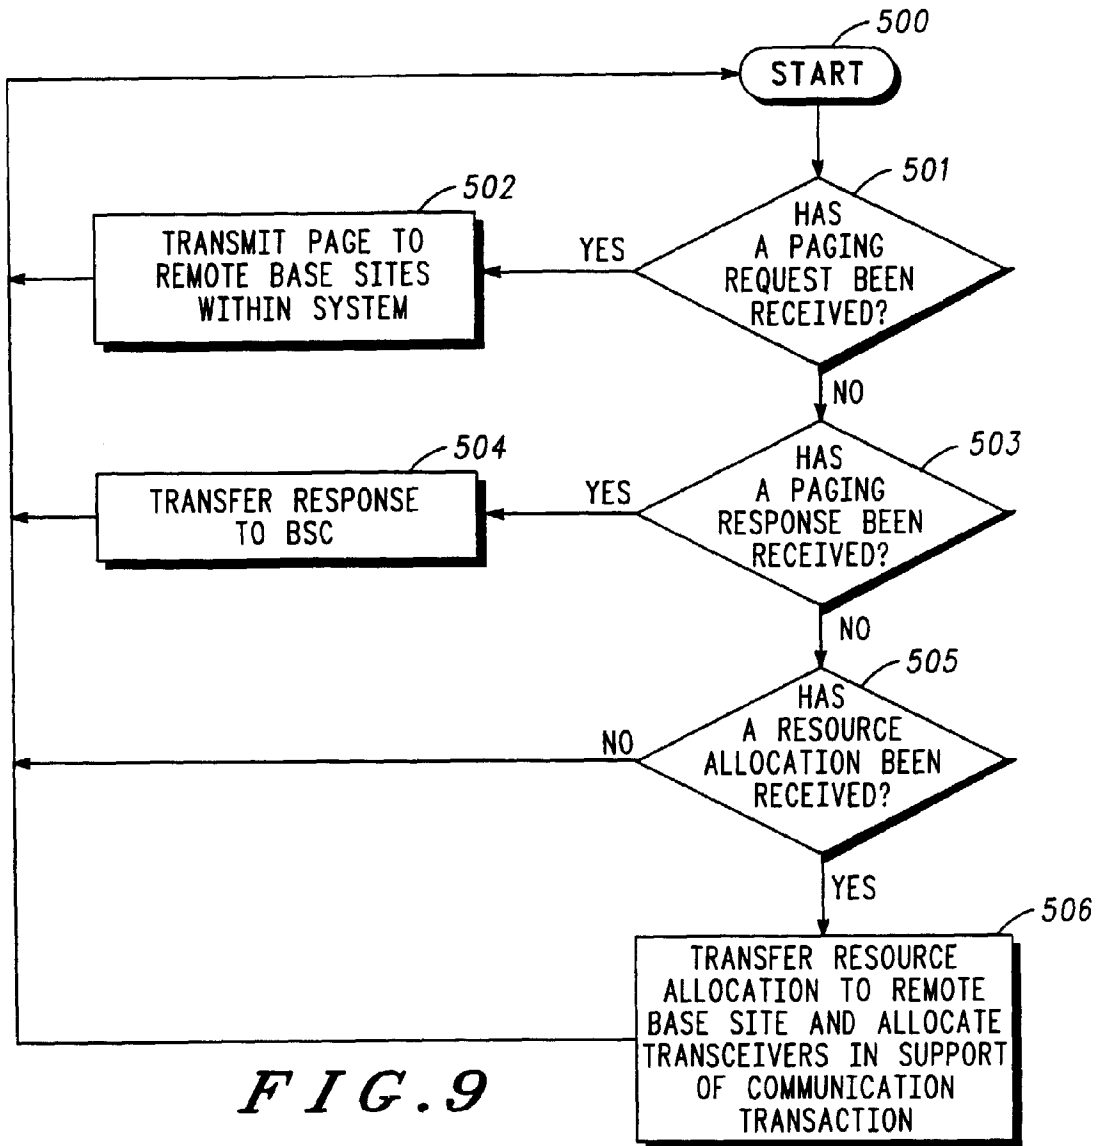 500
START
501
HAS
A PAGING
REQUEST BEEN
RECEIVED?
YES
502
TRANSMIT PAGE TO
REMOTE BASE SITES
WITHIN SYSTEM
NO
503
HAS
A PAGING
RESPONSE BEEN
RECEIVED?
YES
504
TRANSFER RESPONSE
TO BSC
NO
505
HAS
A RESOURCE
ALLOCATION BEEN
RECEIVED?
NO
YES
506
TRANSFER RESOURCE
ALLOCATION TO REMOTE
BASE SITE AND ALLOCATE
TRANSCEIVERS IN SUPPORT
OF COMMUNICATION
TRANSACTION
FIG.9